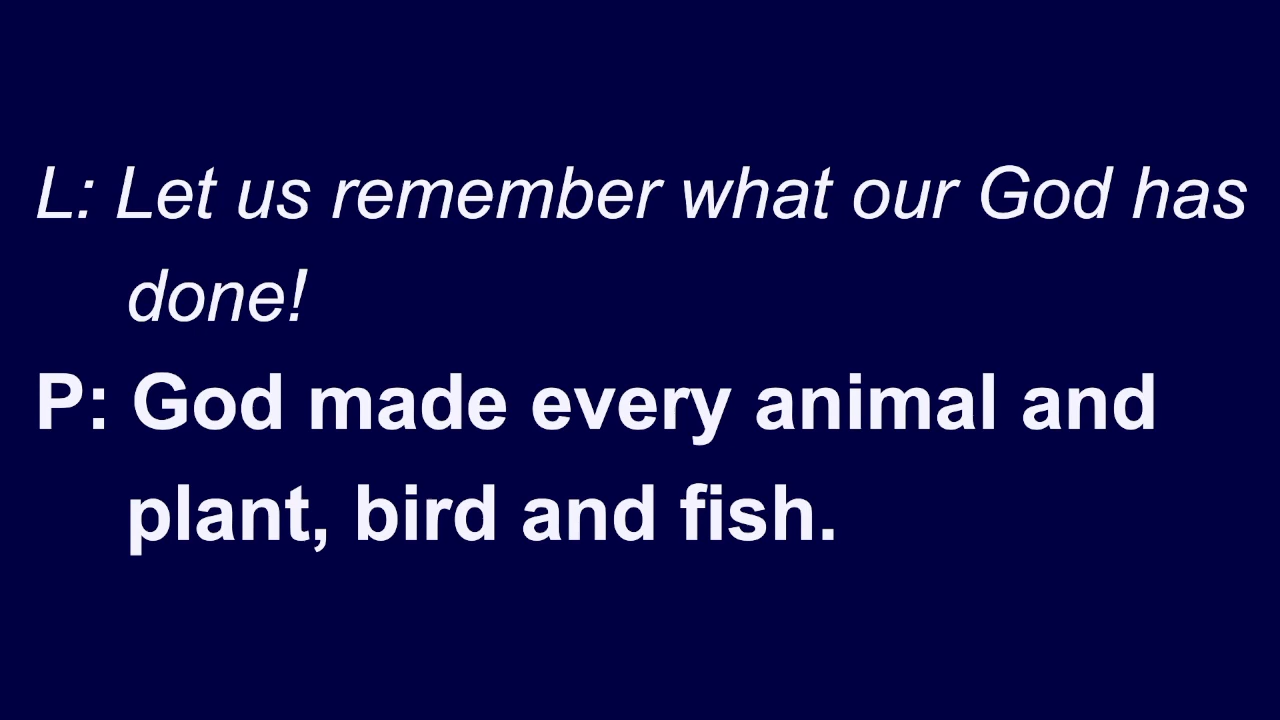 L: Let us remember what our God has
done!
P: God made every animal and
plant, bird and fish.